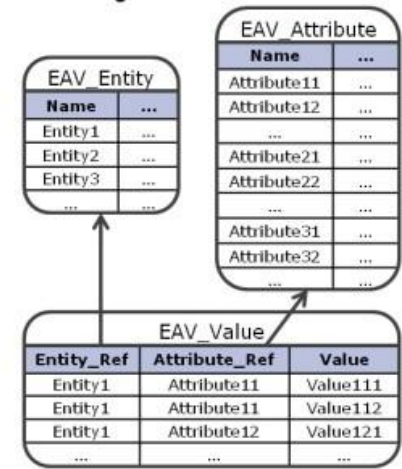 EAV_Entity
Name ...
Entity1 ...
Entity2 ...
Entity3 ...
... ...
EAV_Attribute
Name ...
Attribute11 ...
Attribute12 ...
... ...
Attribute21 ...
Attribute22 ...
... ...
Attribute31 ...
Attribute32 ...
... ...
EAV_Value
Entity_Ref Attribute_Ref Value
Entity1 Attribute11 Value111
Entity1 Attribute11 Value112
Entity1 Attribute12 Value121
... ... ...